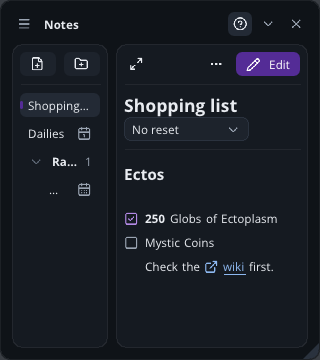 Notes
Edit
Shopping...
Dailies
Ra... 1
...
Shopping list
No reset
Ectos
250 Globs of Ectoplasm
Mystic Coins
Check the wiki first.